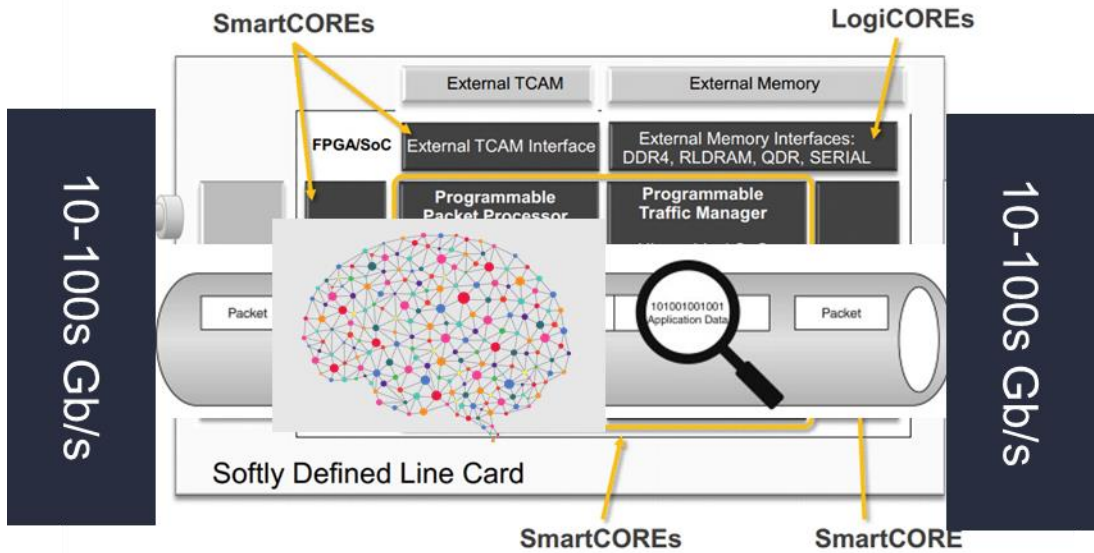 SmartCOREs
LogiCOREs
External TCAM
External Memory
FPGA/SoC
External TCAM Interface
External Memory Interfaces:
DDR4, RLDRAM, QDR, SERIAL
10-100s Gb/s
Programmable
Packet Processor
Programmable
Traffic Manager
10-100s Gb/s
Packet
101001001001
Application Data
Packet
Softly Defined Line Card
SmartCOREs
SmartCORE